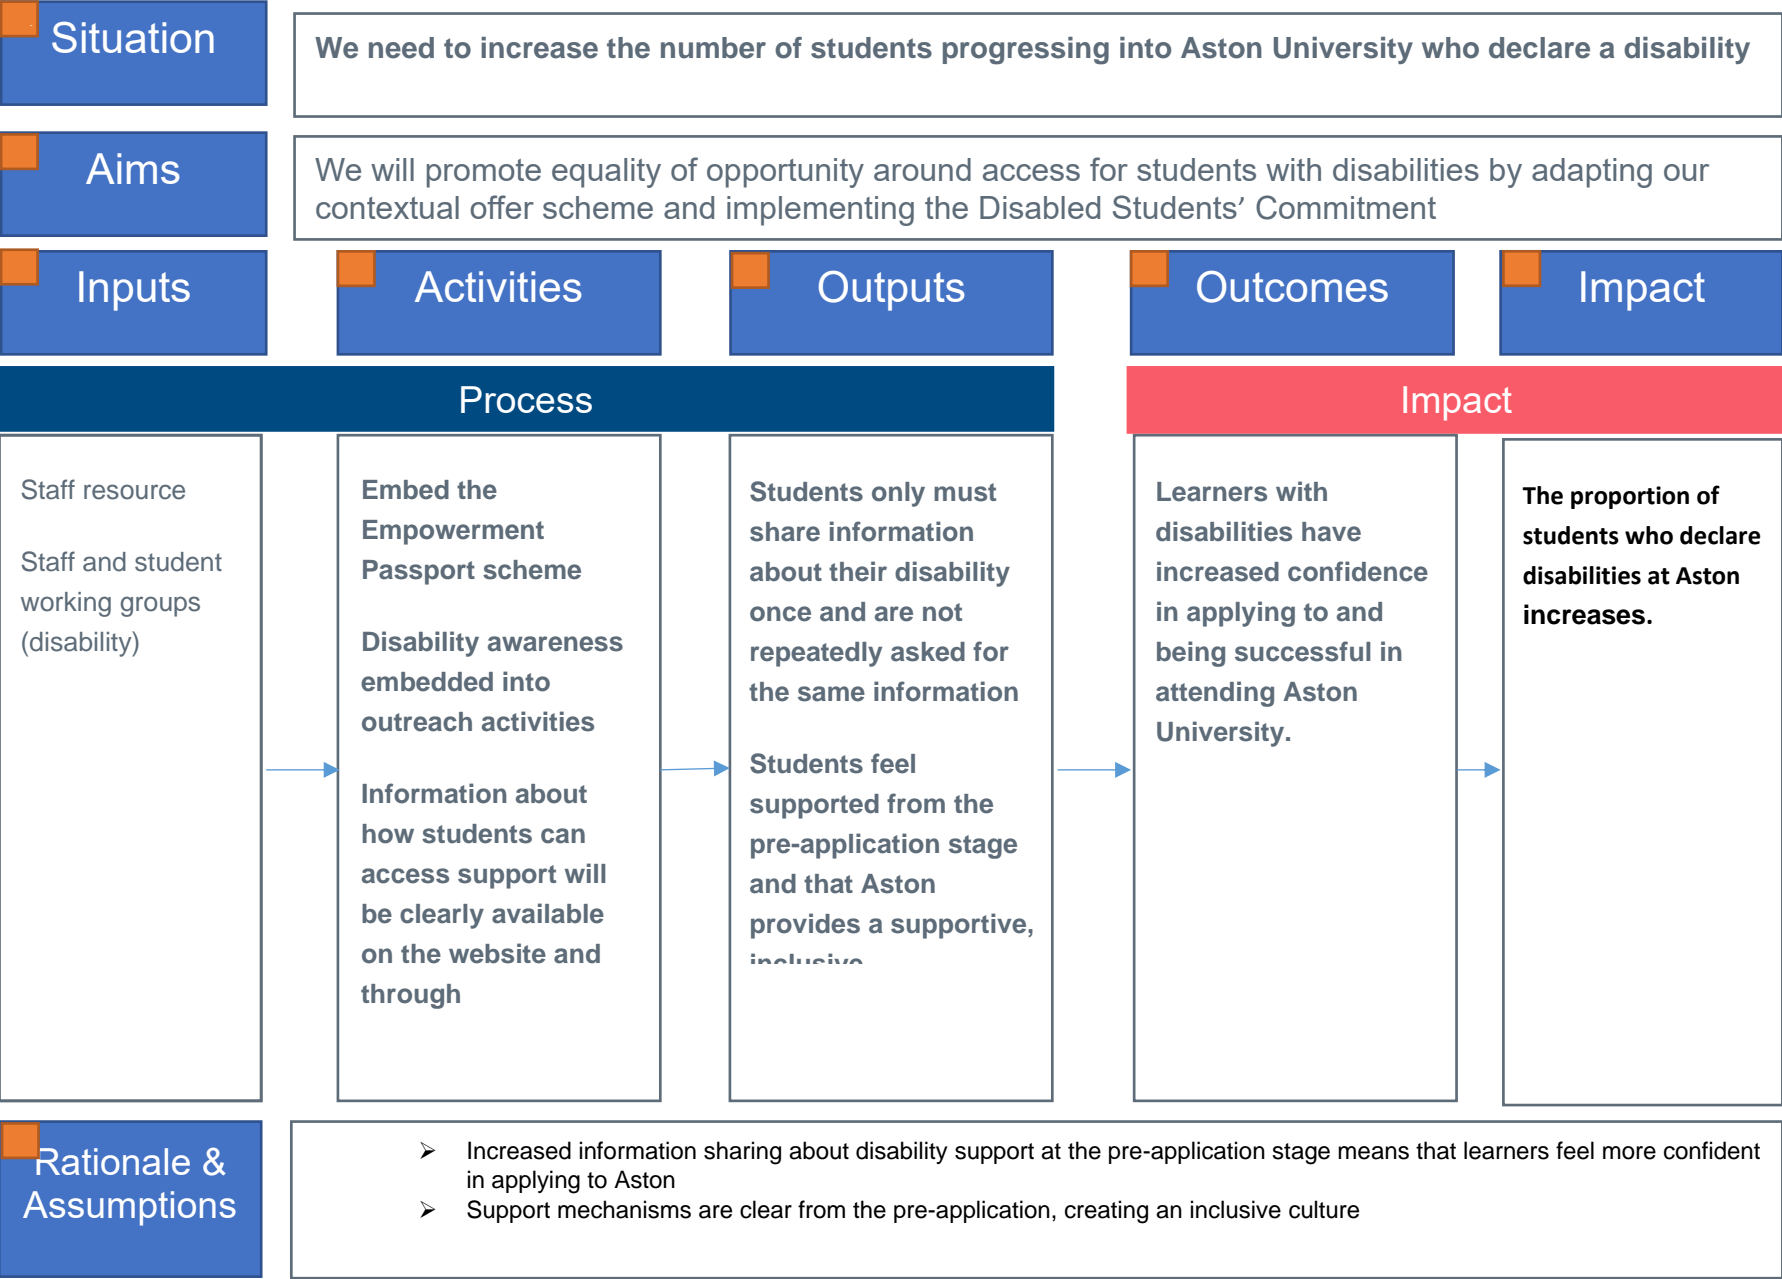 Situation
We need to increase the number of students progressing into Aston University who declare a disability
Aims
We will promote equality of opportunity around access for students with disabilities by adapting our
contextual offer scheme and implementing the Disabled Students’ Commitment
Inputs
Activities
Outputs
Outcomes
Impact
Process
Impact
Staff resource
Staff and student
working groups
(disability)
Embed the
Empowerment
Passport scheme
Disability awareness
embedded into
outreach activities
Information about
how students can
access support will
be clearly available
on the website and
through
Students only must
share information
about their disability
once and are not
repeatedly asked for
the same information
Students feel
supported from the
pre-application stage
and that Aston
provides a supportive,
inclusive
Learners with
disabilities have
increased confidence
in applying to and
being successful in
attending Aston
University.
The proportion of
students who declare
disabilities at Aston
increases.
Rationale &
Assumptions
➢ Increased information sharing about disability support at the pre-application stage means that learners feel more confident
in applying to Aston
➢ Support mechanisms are clear from the pre-application, creating an inclusive culture